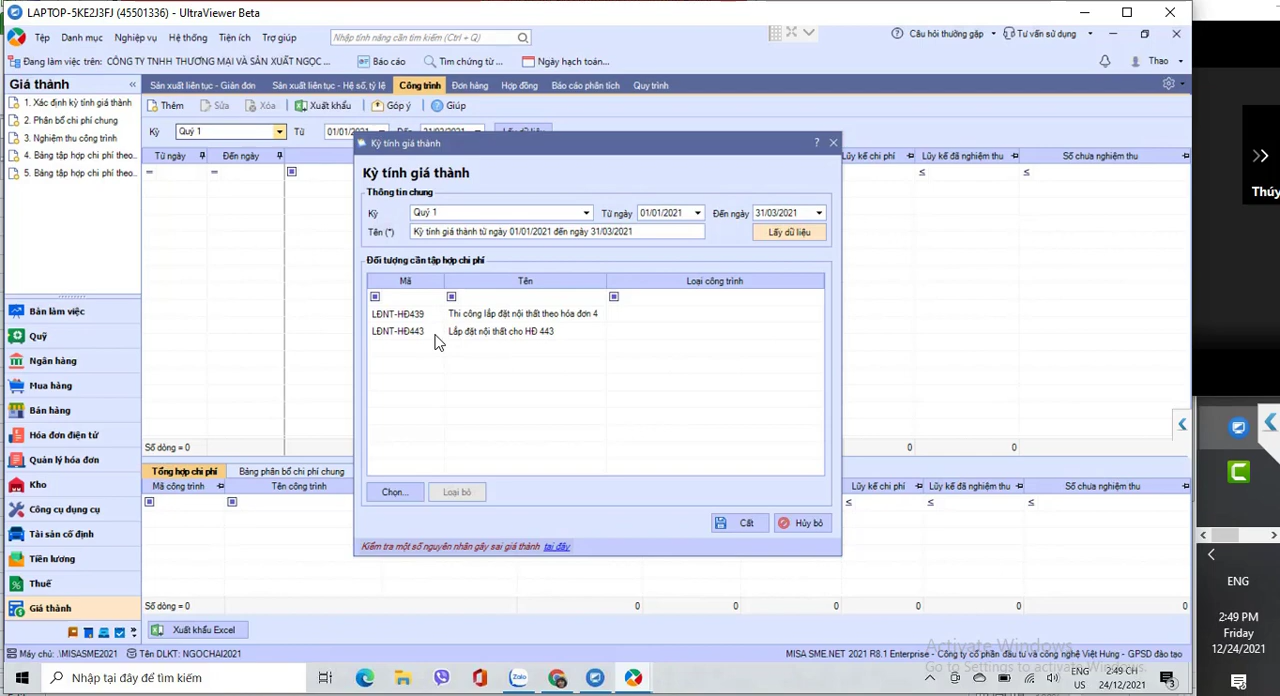 LAPTOP-5KE2J3FJ (45501336) - UltraViewer Beta
Tệp Danh mục Nghiệp vụ Hệ thống Tiện ích Trợ giúp
Nhập tính năng cần tìm kiếm (Ctrl + Q)
Câu hỏi thường gặp
Tư vấn sử dụng
Đang làm việc trên: CÔNG TY TNHH THƯƠNG MẠI VÀ SẢN XUẤT NGỌC ...
Báo cáo
Tìm chứng từ ...
Ngày hạch toán...
Thao
Giá thành
Sản xuất liên tục - Giản đơn Sản xuất liên tục - Hệ số, tỷ lệ Công trình Đơn hàng Hợp đồng Báo cáo phân tích Quy trình
1. Xác định kỳ tính giá thành
2. Phân bổ chi phí chung
3. Nghiệm thu công trình
4. Bảng tập hợp chi phí theo...
5. Bảng tập hợp chi phí theo...
Thêm Sửa Xóa Xuất khẩu Góp ý Giúp
Kỳ Quý 1 Từ 01/01/2021 Đến 31/03/2021 Lấy dữ liệu
Từ ngày Đến ngày Lũy kế chi phí Lũy kế đã nghiệm thu Số chưa nghiệm thu
= = ≤ ≤
Kỳ tính giá thành
Kỳ tính giá thành
Thông tin chung
Kỳ Quý 1 Từ ngày 01/01/2021 Đến ngày 31/03/2021
Tên (*) Kỳ tính giá thành từ ngày 01/01/2021 đến ngày 31/03/2021 Lấy dữ liệu
Đối tượng cần tập hợp chi phí
Mã Tên Loại công trình
LĐNT-HĐ439 Thi công lắp đặt nội thất theo hóa đơn 4
LĐNT-HĐ443 Lắp đặt nội thất cho HĐ 443
Chọn... Loại bỏ
Cất Hủy bỏ
Kiểm tra một số nguyên nhân gây sai giá thành tại đây
Bàn làm việc
Quỹ
Ngân hàng
Mua hàng
Bán hàng
Hóa đơn điện tử
Quản lý hóa đơn
Kho
Công cụ dụng cụ
Tài sản cố định
Tiền lương
Thuế
Giá thành
Số dòng = 0 0 0
Tổng hợp chi phí Bảng phân bổ chi phí chung
Mã công trình Tên công trình Lũy kế chi phí Lũy kế đã nghiệm thu Số chưa nghiệm thu
≤ ≤ ≤
Số dòng = 0 0 0 0 0 0 0
Xuất khẩu Excel
Máy chủ: .\MISASME2021 Tên DLKT: NGOCHAI2021
MISA SME.NET 2021 R8.1 Enterprise - Công ty cổ phần đầu tư và công nghệ Việt Hưng - GPSD đào tạo
Activate Windows
Go to Settings to activate Windows.
Nhập tại đây để tìm kiếm
Zalo
ENG
US
2:49 CH
24/12/2021
3
Thúy
ENG
2:49 PM
Friday
12/24/2021